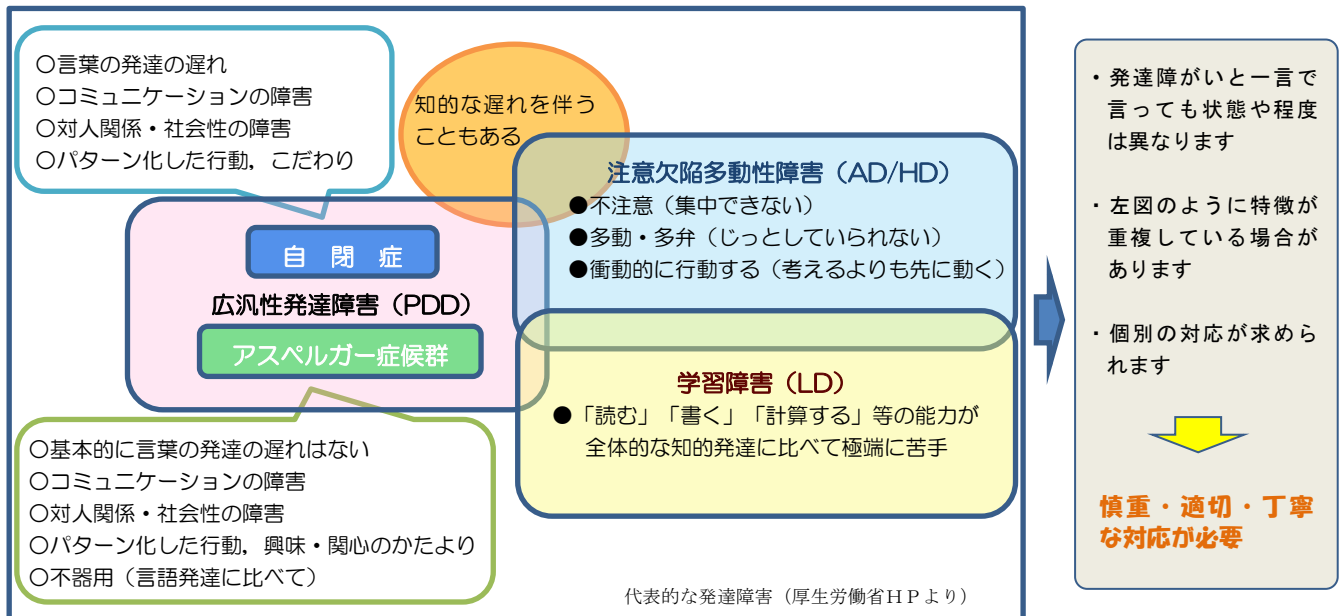 〇言葉の発達の遅れ
〇コミュニケーションの障害
〇対人関係・社会性の障害
〇パターン化した行動，こだわり
知的な遅れを伴う
こともある
注意欠陥多動性障害（AD/HD）
●不注意（集中できない）
●多動・多弁（じっとしていられない）
●衝動的に行動する（考えるよりも先に動く）
自 閉 症
広汎性発達障害（PDD）
アスペルガー症候群
学習障害（LD）
●「読む」「書く」「計算する」等の能力が
全体的な知的発達に比べて極端に苦手
〇基本的に言葉の発達の遅れはない
〇コミュニケーションの障害
〇対人関係・社会性の障害
〇パターン化した行動，興味・関心のかたより
〇不器用（言語発達に比べて）
代表的な発達障害（厚生労働省ＨＰより）
・発達障がいと一言で
言っても状態や程度
は異なります
・左図のように特徴が
重複している場合が
あります
・個別の対応が求めら
れます
慎重・適切・丁寧
な対応が必要